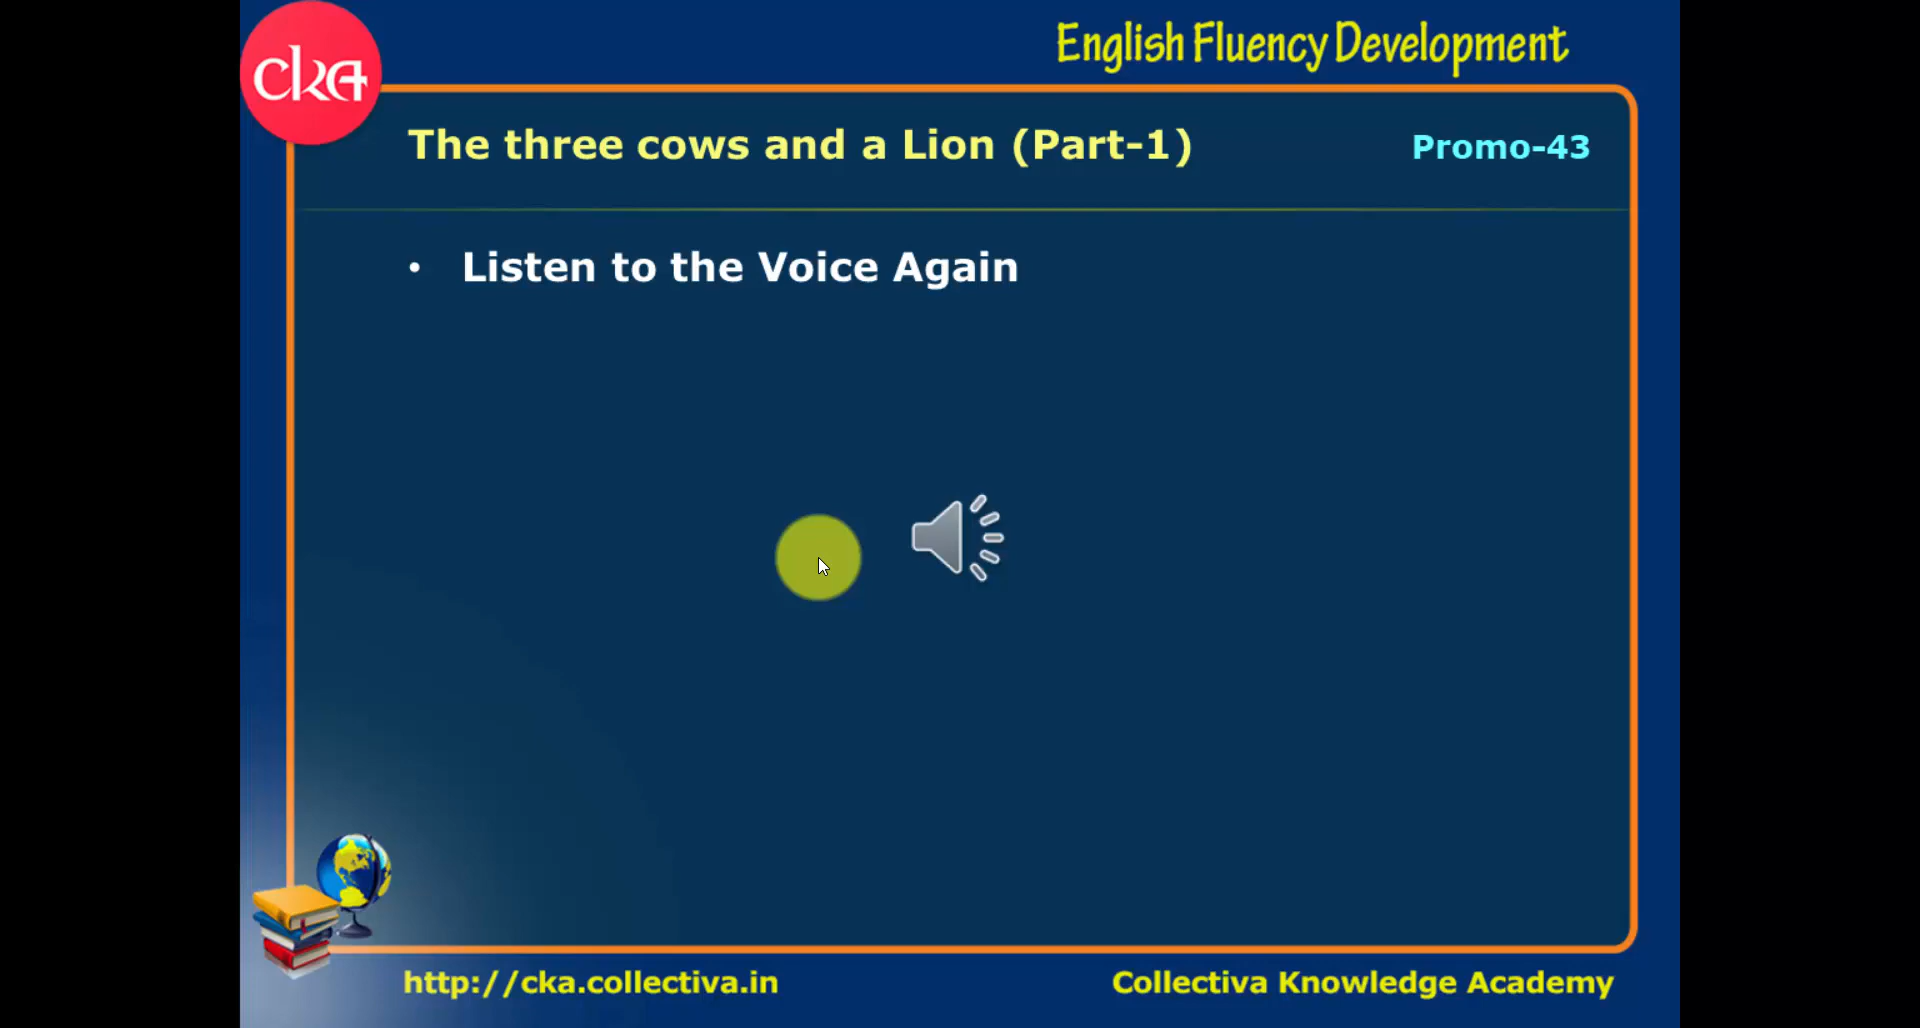 cka
English Fluency Development
The three cows and a Lion (Part-1)
Promo-43
• Listen to the Voice Again
http://cka.collectiva.in
Collectiva Knowledge Academy